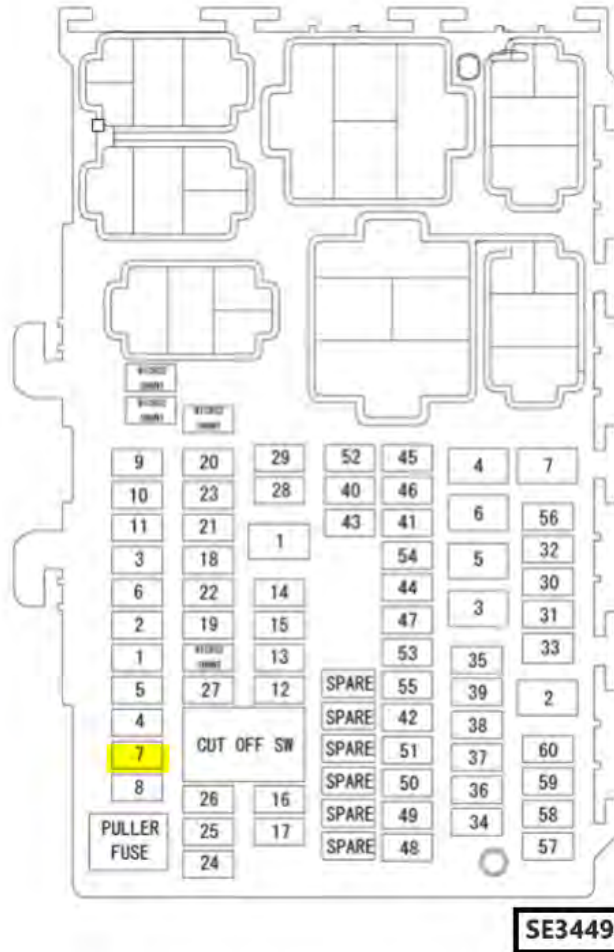 9 20 29 52 45 4 7
10 23 28 40 46
11 21 43 41 6 56
3 18 1 54 5 32
6 22 14 44 30
2 19 15 47 3 31
1 13 53 35 33
5 27 12 SPARE 55 39 2
4 CUT OFF SW SPARE 42 38
7 SPARE 51 37 60
8 SPARE 50 36 59
26 16 SPARE 49 34 58
PULLER 25 17 SPARE 48 57
FUSE 24
SE3449